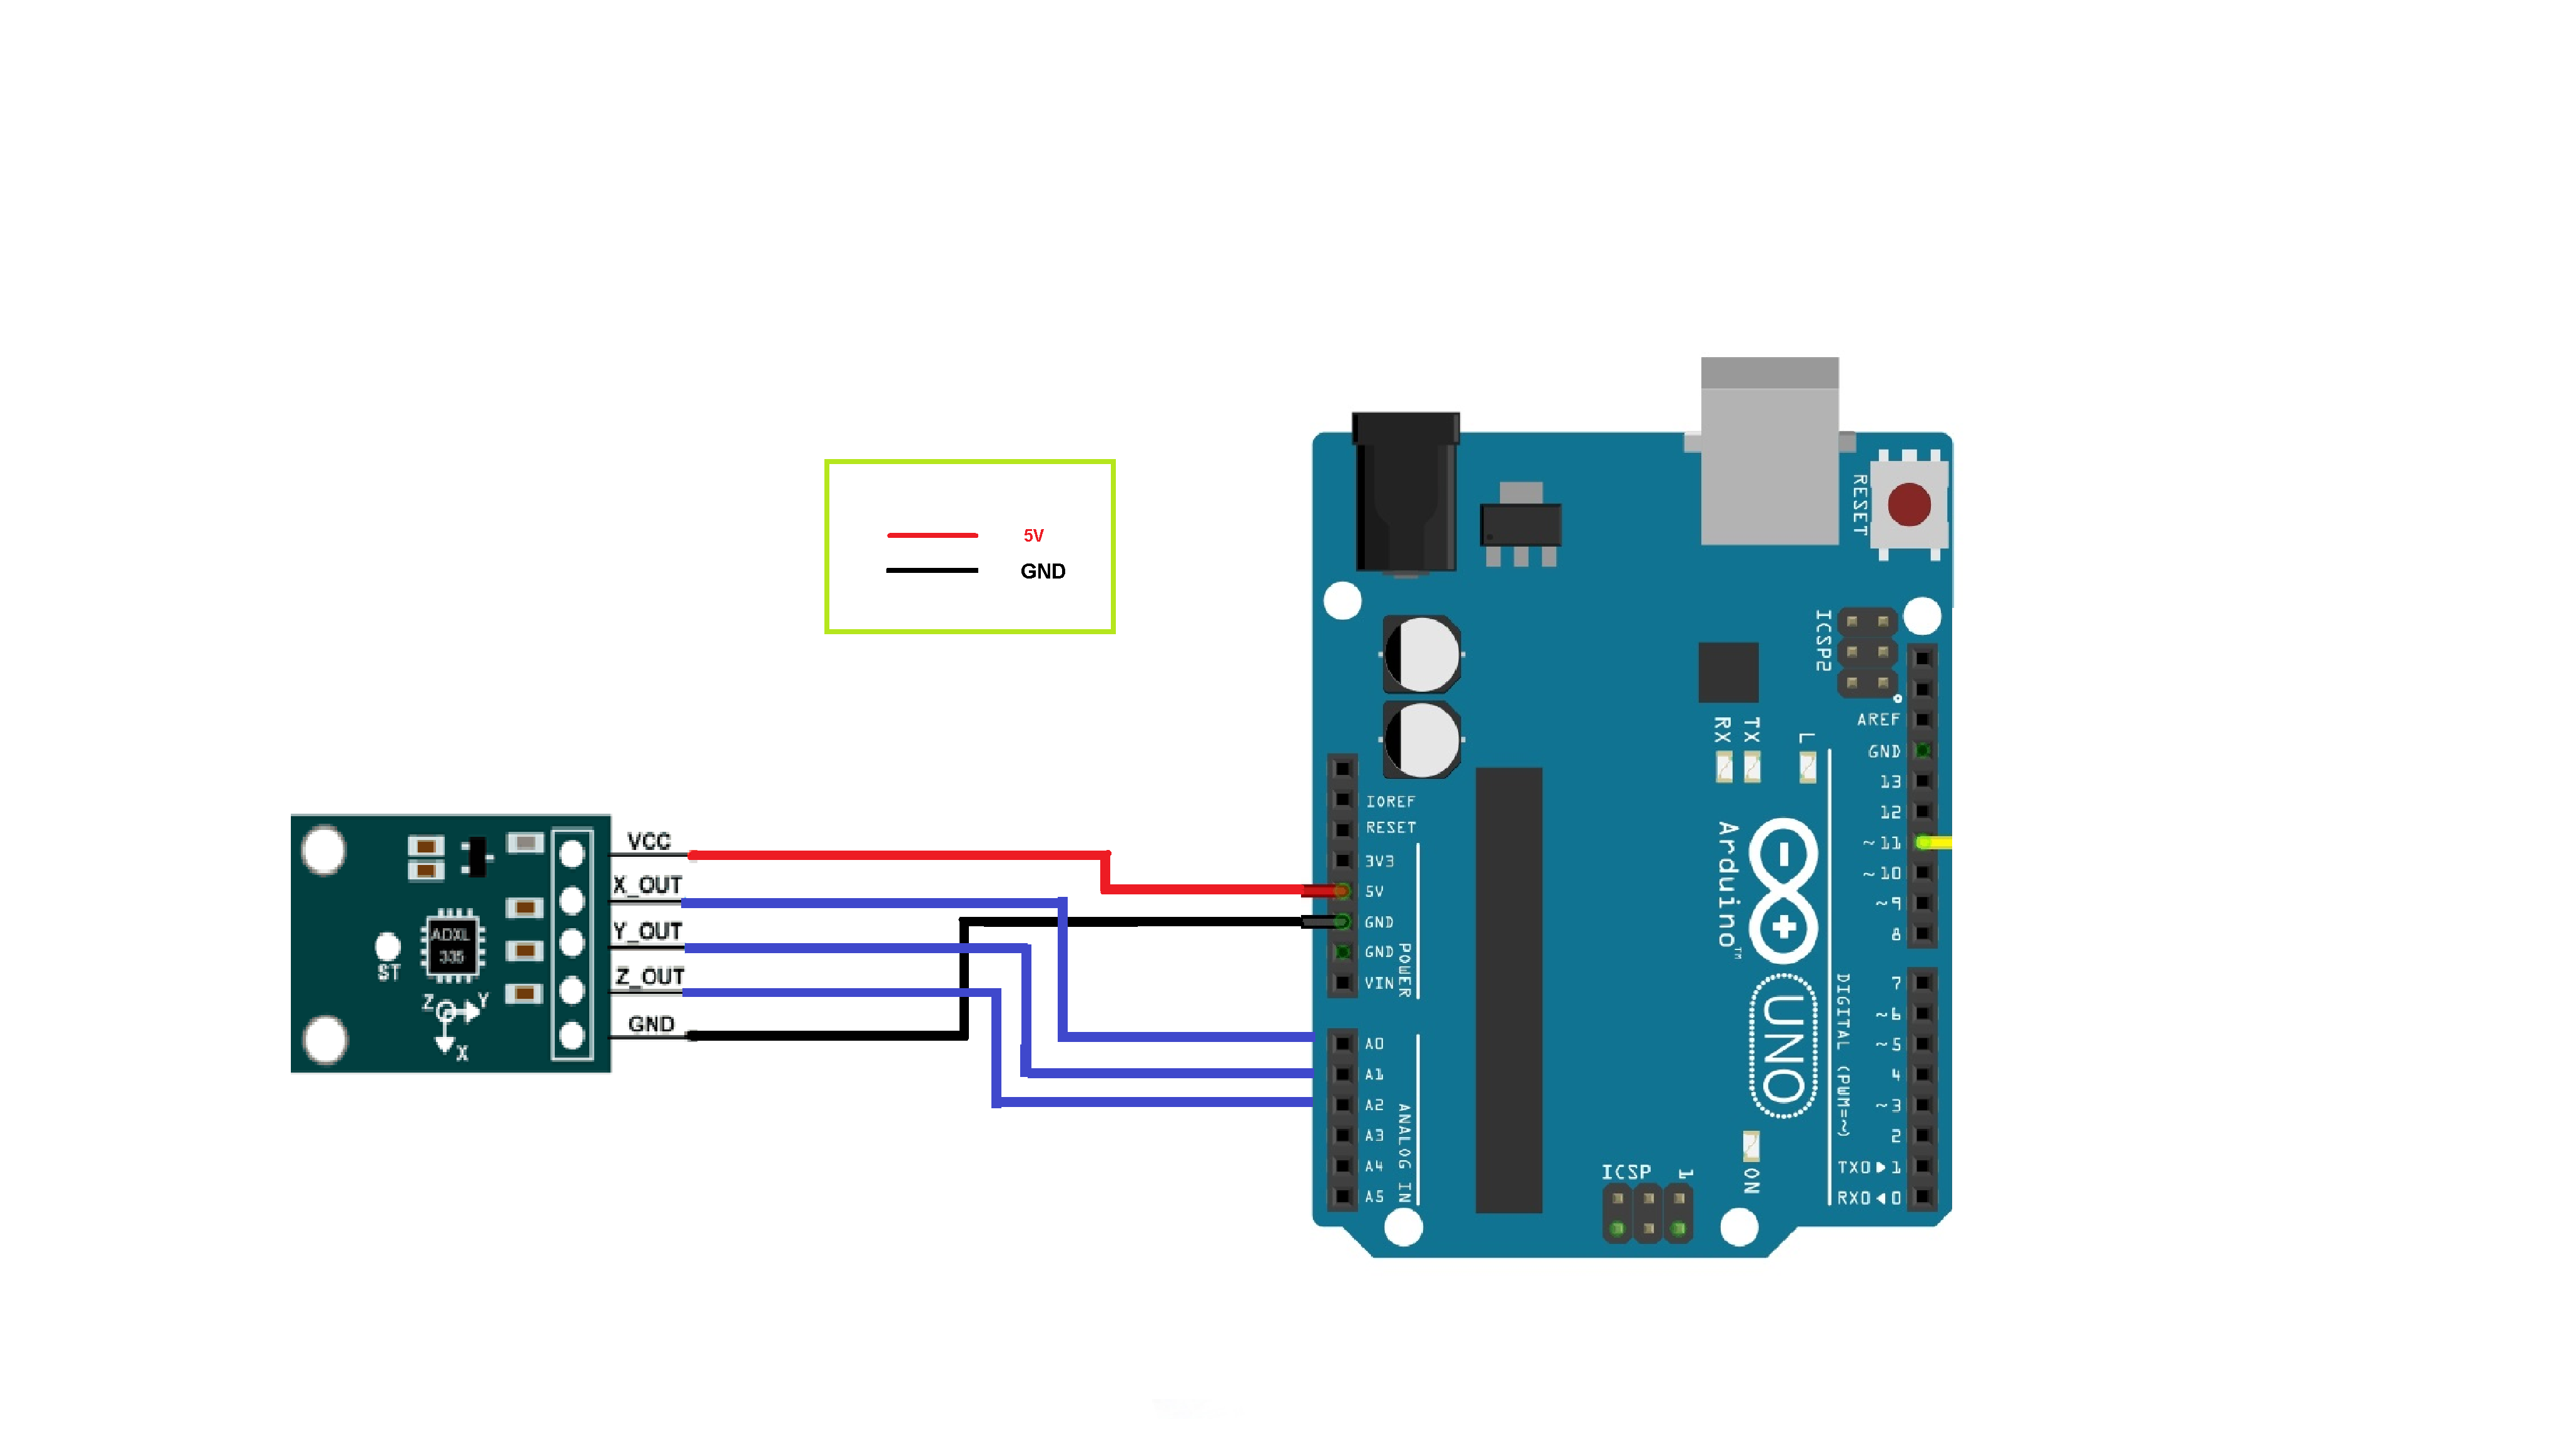 5V
GND
VCC
X_OUT
Y_OUT
Z_OUT
GND
ADXL
335
ST
Z
Y
X
RESET
ICSP2
RX
TX
L
IOREF
RESET
3V3
5V
GND
GND
VIN
POWER
A0
A1
A2
A3
A4
A5
ANALOG IN
Arduino™
UNO
AREF
GND
13
12
~11
~10
~9
8
7
~6
~5
4
~3
2
TX0▶1
RX0◀0
DIGITAL (PWM=~)
ICSP 1
ON